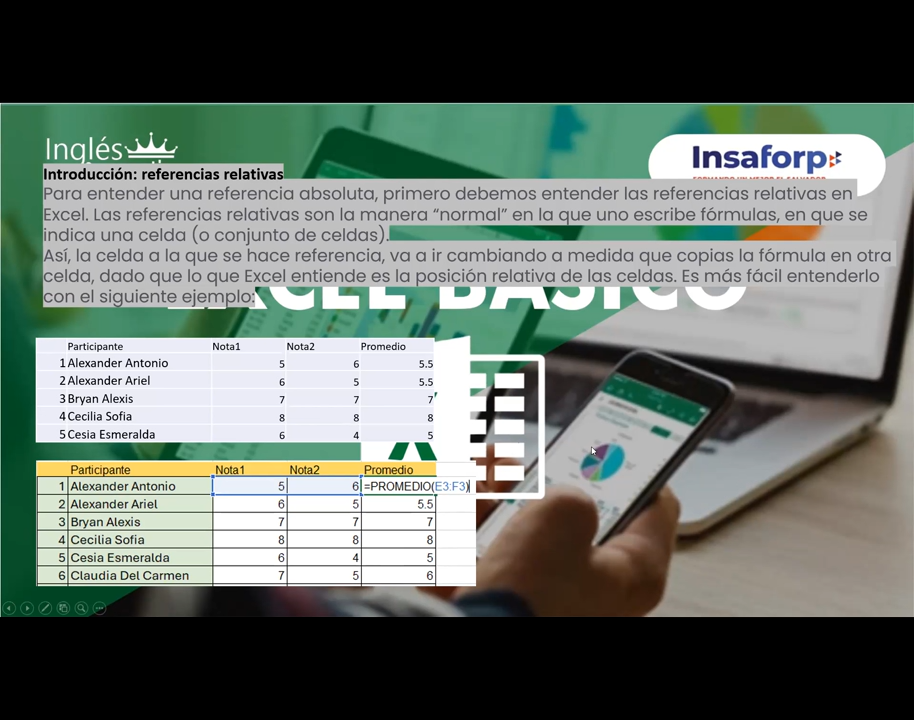 Inglés
Insaforp
Introducción: referencias relativas
Para entender una referencia absoluta, primero debemos entender las referencias relativas en
Excel. Las referencias relativas son la manera “normal” en la que uno escribe fórmulas, en que se
indica una celda (o conjunto de celdas).
Así, la celda a la que se hace referencia, va a ir cambiando a medida que copias la fórmula en otra
celda, dado que lo que Excel entiende es la posición relativa de las celdas. Es más fácil entenderlo
con el siguiente ejemplo:
EXCEL BÁSICO
Participante Nota1 Nota2 Promedio
1 Alexander Antonio 5 6 5.5
2 Alexander Ariel 6 5 5.5
3 Bryan Alexis 7 7 7
4 Cecilia Sofia 8 8 8
5 Cesia Esmeralda 6 4 5
Participante Nota1 Nota2 Promedio
1 Alexander Antonio 5 6 =PROMEDIO(E3:F3)
2 Alexander Ariel 6 5 5.5
3 Bryan Alexis 7 7 7
4 Cecilia Sofia 8 8 8
5 Cesia Esmeralda 6 4 5
6 Claudia Del Carmen 7 5 6